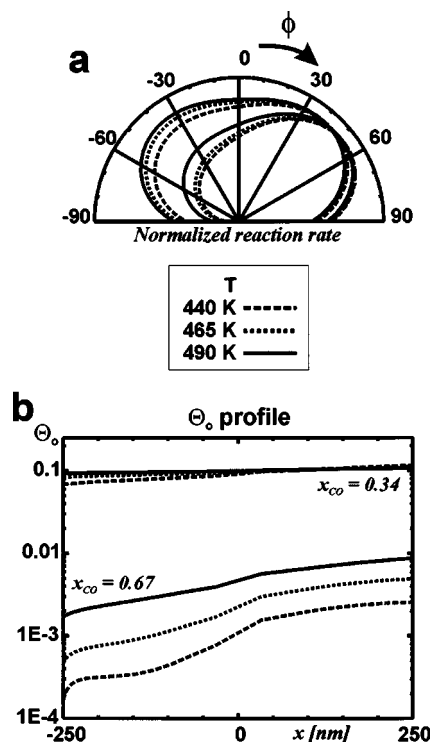 ϕ
a
0
-30
30
-60
60
-90
90
Normalized reaction rate
T
440 K
465 K
490 K
b
Θₒ profile
Θₒ
0.1
x_CO = 0.34
0.01
x_CO = 0.67
1E-3
1E-4
-250
0
x [nm]
250